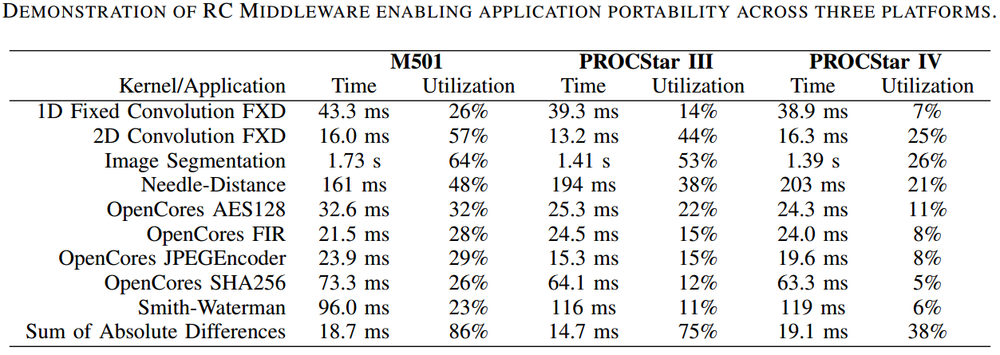 DEMONSTRATION OF RC MIDDLEWARE ENABLING APPLICATION PORTABILITY ACROSS THREE PLATFORMS.
M501 PROCStar III PROCStar IV
Kernel/Application Time Utilization Time Utilization Time Utilization
1D Fixed Convolution FXD 43.3 ms 26% 39.3 ms 14% 38.9 ms 7%
2D Convolution FXD 16.0 ms 57% 13.2 ms 44% 16.3 ms 25%
Image Segmentation 1.73 s 64% 1.41 s 53% 1.39 s 26%
Needle-Distance 161 ms 48% 194 ms 38% 203 ms 21%
OpenCores AES128 32.6 ms 32% 25.3 ms 22% 24.3 ms 11%
OpenCores FIR 21.5 ms 28% 24.5 ms 15% 24.0 ms 8%
OpenCores JPEGEncoder 23.9 ms 29% 15.3 ms 15% 19.6 ms 8%
OpenCores SHA256 73.3 ms 26% 64.1 ms 12% 63.3 ms 5%
Smith-Waterman 96.0 ms 23% 116 ms 11% 119 ms 6%
Sum of Absolute Differences 18.7 ms 86% 14.7 ms 75% 19.1 ms 38%